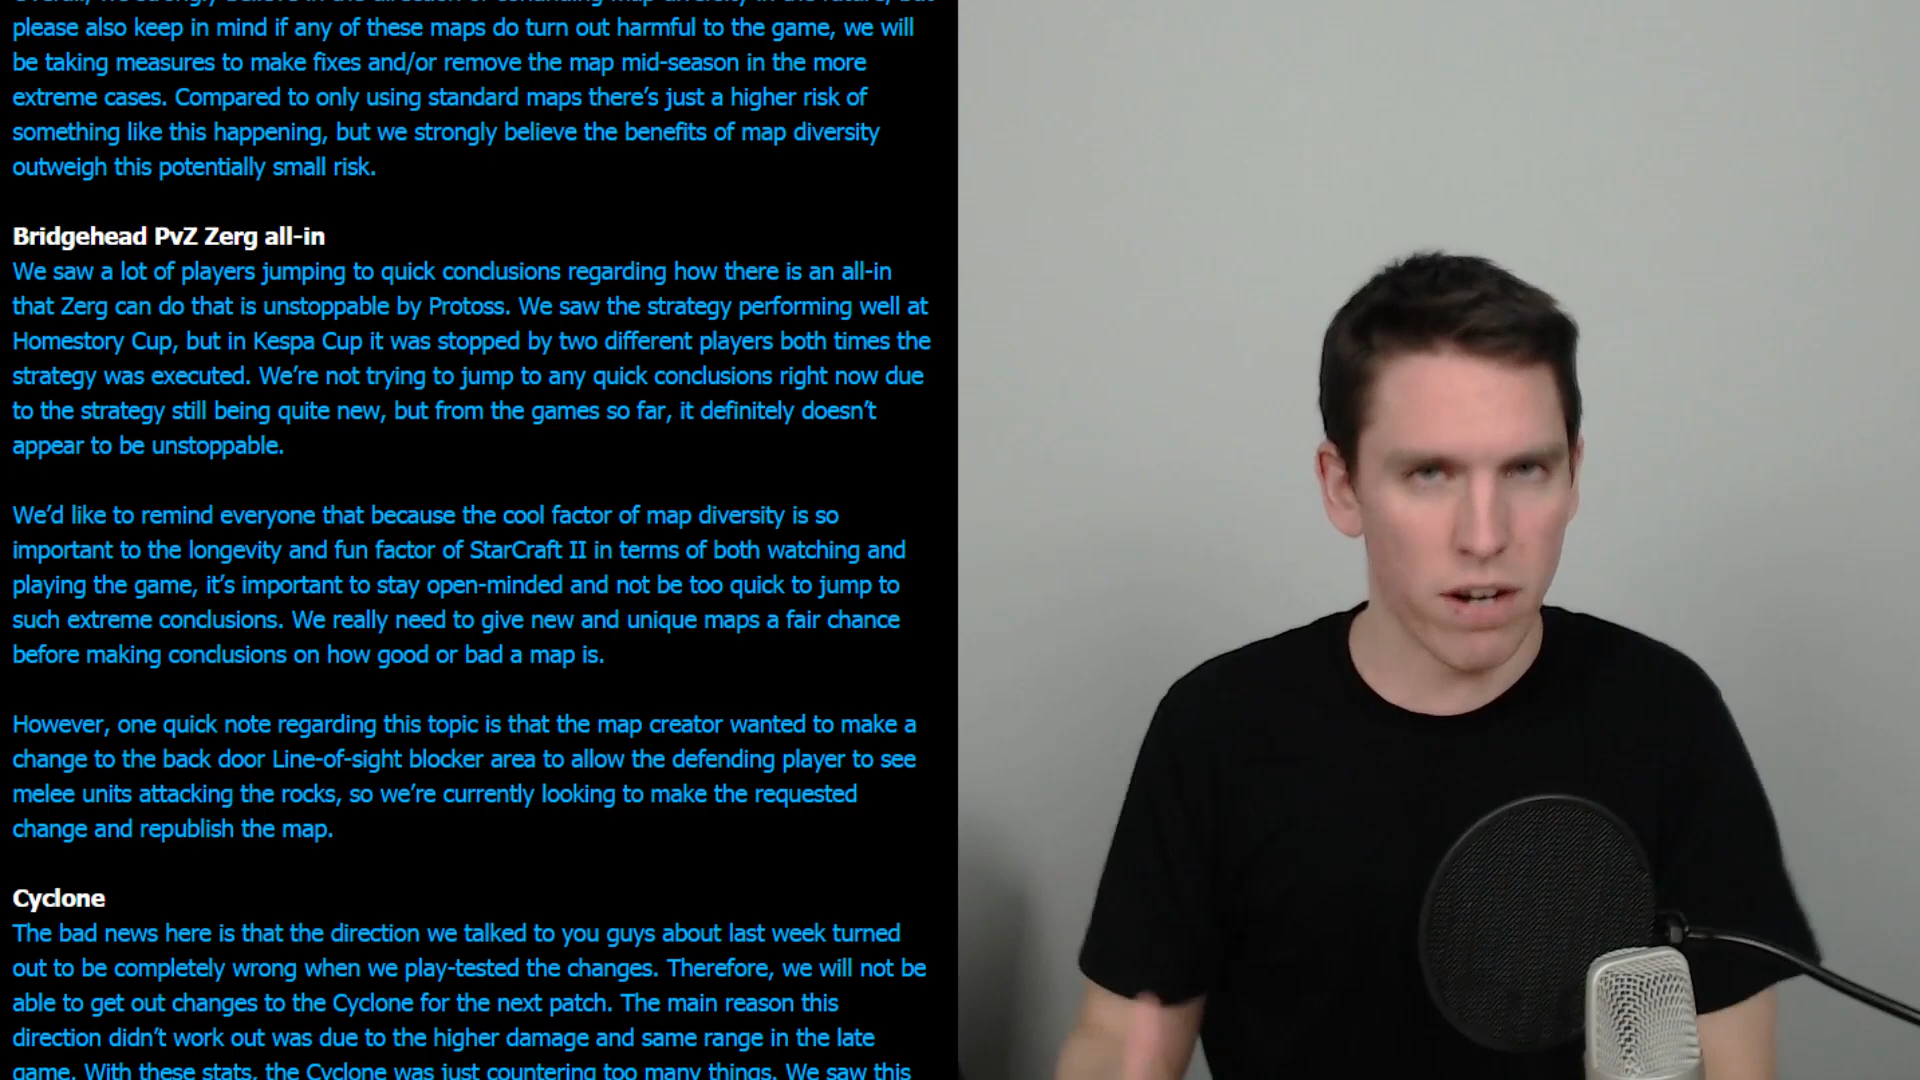 please also keep in mind if any of these maps do turn out harmful to the game, we will
be taking measures to make fixes and/or remove the map mid-season in the more
extreme cases. Compared to only using standard maps there’s just a higher risk of
something like this happening, but we strongly believe the benefits of map diversity
outweigh this potentially small risk.
Bridgehead PvZ Zerg all-in
We saw a lot of players jumping to quick conclusions regarding how there is an all-in
that Zerg can do that is unstoppable by Protoss. We saw the strategy performing well at
Homestory Cup, but in Kespa Cup it was stopped by two different players both times the
strategy was executed. We’re not trying to jump to any quick conclusions right now due
to the strategy still being quite new, but from the games so far, it definitely doesn’t
appear to be unstoppable.
We’d like to remind everyone that because the cool factor of map diversity is so
important to the longevity and fun factor of StarCraft II in terms of both watching and
playing the game, it’s important to stay open-minded and not be too quick to jump to
such extreme conclusions. We really need to give new and unique maps a fair chance
before making conclusions on how good or bad a map is.
However, one quick note regarding this topic is that the map creator wanted to make a
change to the back door Line-of-sight blocker area to allow the defending player to see
melee units attacking the rocks, so we’re currently looking to make the requested
change and republish the map.
Cyclone
The bad news here is that the direction we talked to you guys about last week turned
out to be completely wrong when we play-tested the changes. Therefore, we will not be
able to get out changes to the Cyclone for the next patch. The main reason this
direction didn’t work out was due to the higher damage and same range in the late
game. With these stats, the Cyclone was just countering too many things. We saw this